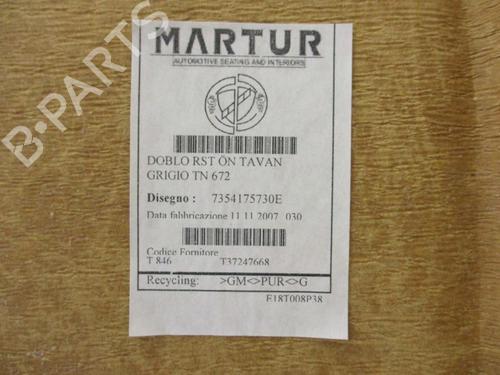 MARTUR
AUTOMOTIVE SEATING AND INTERIORS
DOBLO RST ÖN TAVAN
GRIGIO TN 672
Disegno : 7354175730E
Data fabbricazione 11.11.2007 030
Codice Fornitore
T 846 T37247668
Recycling: >GM<>PUR<>G
E18T008P38
B-PARTS